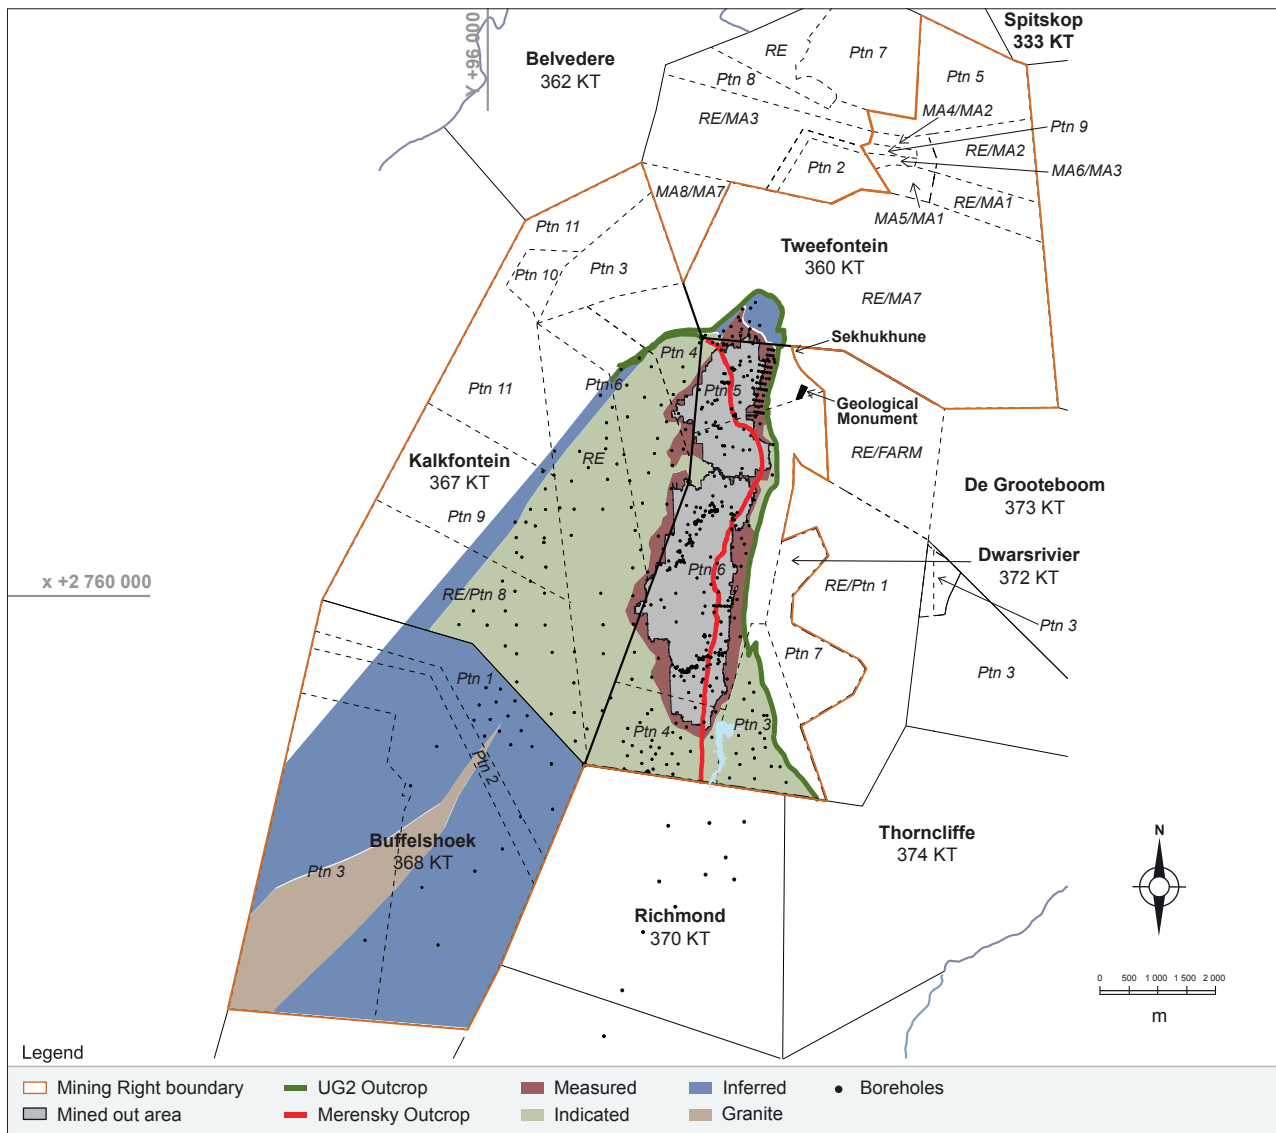 Y +96 000
Belvedere
362 KT
Spitskop
333 KT
RE
Ptn 7
Ptn 8
Ptn 5
MA4/MA2
RE/MA3
Ptn 9
RE/MA2
Ptn 2
MA6/MA3
MA8/MA7
RE/MA1
MA5/MA1
Ptn 11
Tweefontein
360 KT
Ptn 10
Ptn 3
RE/MA7
Sekhukhune
Ptn 4
Ptn 6
Ptn 5
Ptn 11
Geological
Monument
RE/FARM
Kalkfontein
367 KT
RE
De Grooteboom
373 KT
Ptn 9
Dwarsrivier
372 KT
x +2 760 000
Ptn 6
RE/Ptn 8
RE/Ptn 1
Ptn 3
Ptn 7
Ptn 3
Ptn 1
Ptn 4
Ptn 3
Ptn 2
Buffelshoek
368 KT
Ptn 3
Thorncliffe
374 KT
N
Richmond
370 KT
0 500 1 000 1 500 2 000
m
Legend
Mining Right boundary
UG2 Outcrop
Measured
Inferred
Boreholes
Mined out area
Merensky Outcrop
Indicated
Granite